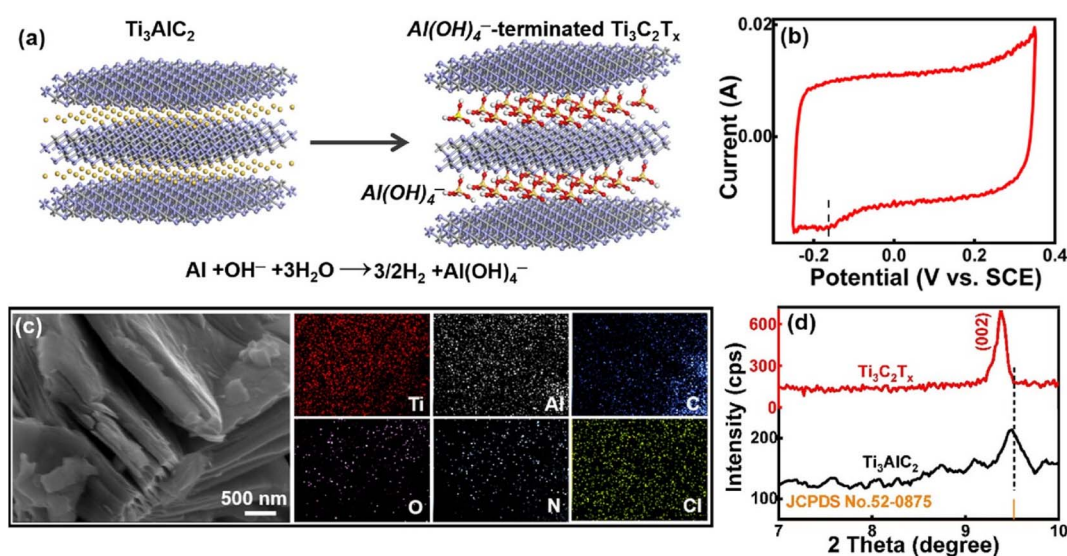 (a)
Ti₃AlC₂
Al(OH)₄⁻-terminated Ti₃C₂Tₓ
Al(OH)₄⁻
Al +OH⁻ +3H₂O ⟶3/2H₂ +Al(OH)₄⁻
(b)
Current (A)
0.02
0.00
-0.2 0.0 0.2 0.4
Potential (V vs. SCE)
(c)
500 nm
Ti
Al
C
O
N
Cl
(d)
Intensity (cps)
600
300
0
200
100
(002)
Ti₃C₂Tₓ
Ti₃AlC₂
JCPDS No.52-0875
7 8 9 10
2 Theta (degree)